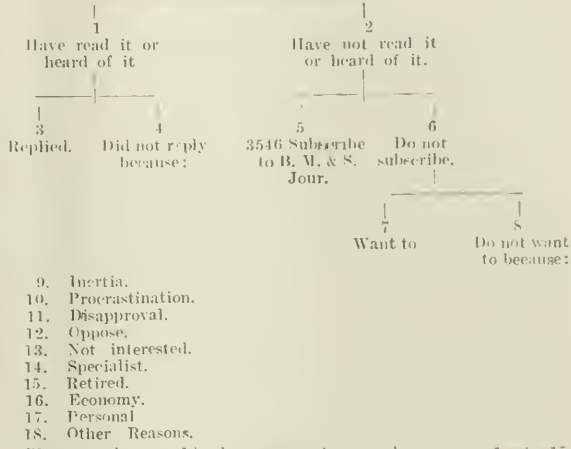 1
Have read it or
heard of it
2
Have not read it
or heard of it.
3
Replied.
4
Did not reply
because:
5
3546 Subscribe
to B. M. & S.
Jour.
6
Do not
subscribe.
7
Want to
8
Do not want
to because:
9. Inertia.
10. Procrastination.
11. Disapproval.
12. Oppose.
13. Not interested.
14. Specialist.
15. Retired.
16. Economy.
17. Personal
18. Other Reasons.